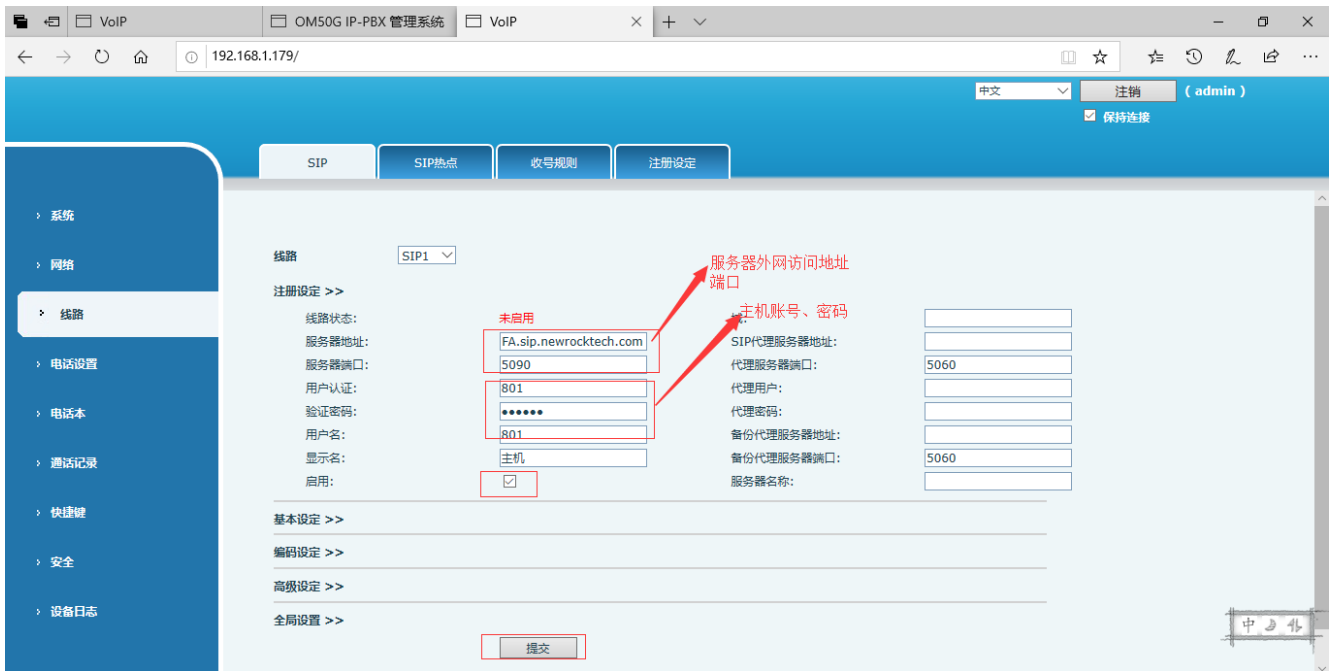 VoIP
OM50G IP-PBX 管理系统
VoIP
192.168.1.179/
中文
注销
( admin )
保持连接
SIP
SIP热点
收号规则
注册设定
系统
网络
线路
电话设置
电话本
通话记录
快捷键
安全
设备日志
线路
SIP1
服务器外网访问地址
端口
注册设定 >>
主机账号、密码
线路状态:
未启用
服务器地址:
FA.sip.newrocktech.com
SIP代理服务器地址:
服务器端口:
5090
代理服务器端口:
5060
用户认证:
801
代理用户:
验证密码:
••••••
代理密码:
用户名:
801
备份代理服务器地址:
显示名:
主机
备份代理服务器端口:
5060
启用:
服务器名称:
基本设定 >>
编码设定 >>
高级设定 >>
全局设置 >>
提交